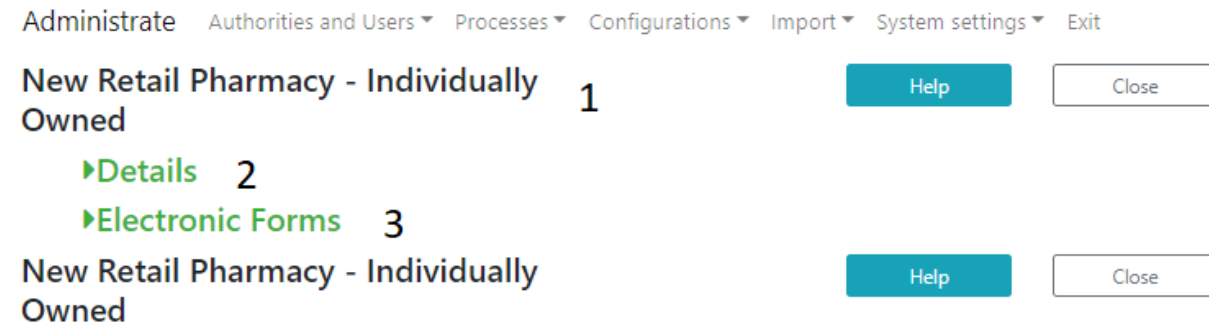 Administrate Authorities and Users Processes Configurations Import System settings Exit
New Retail Pharmacy - Individually 1 Help Close
Owned
Details 2
Electronic Forms 3
New Retail Pharmacy - Individually Help Close
Owned